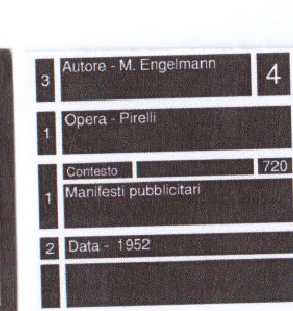 3 Autore - M. Engelmann 4
1 Opera - Pirelli
Contesto 720
1 Manifesti pubblicitari
2 Data - 1952